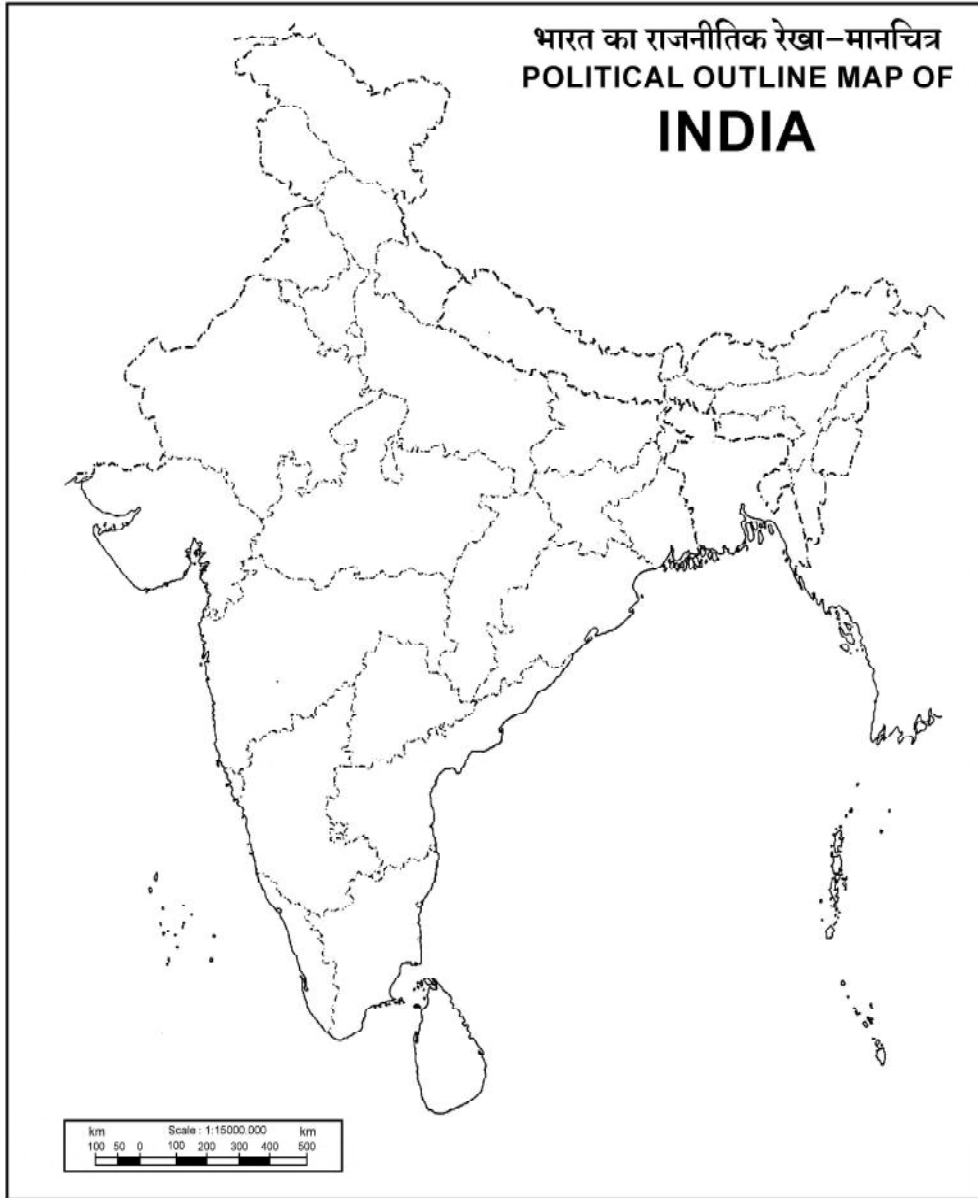 भारत का राजनीतिक रेखा-मानचित्र
POLITICAL OUTLINE MAP OF
INDIA
km Scale : 1:15000.000 km
100 50 0 100 200 300 400 500